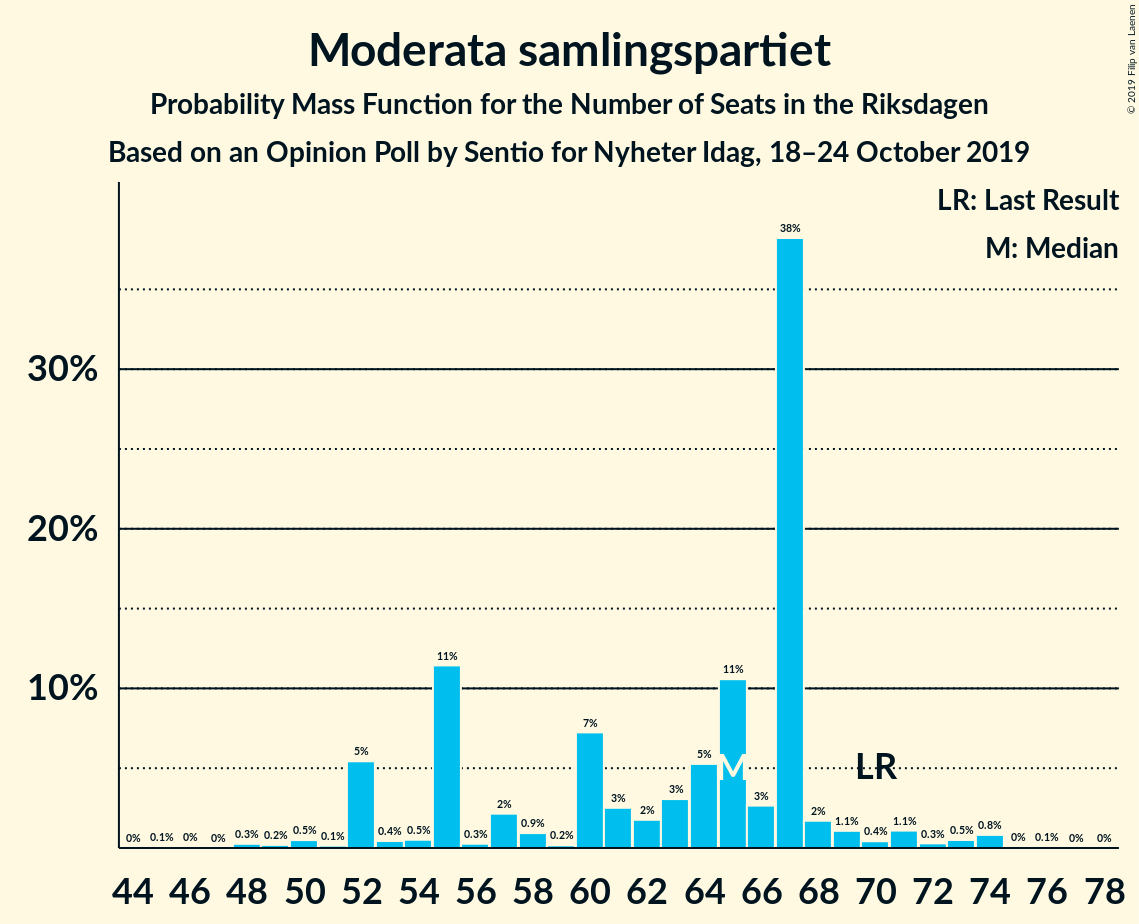 Moderata samlingspartiet
Probability Mass Function for the Number of Seats in the Riksdagen
Based on an Opinion Poll by Sentio for Nyheter Idag, 18–24 October 2019
© 2019 Filip van Laenen
LR: Last Result
M: Median
30%
20%
10%
0% 0.1% 0% 0% 0.3% 0.2% 0.5% 0.1% 5% 0.4% 0.5% 11% 0.3% 2% 0.9% 0.2% 7% 3% 2% 3% 5% 11% 3% 38% 2% 1.1% 0.4% 1.1% 0.3% 0.5% 0.8% 0% 0.1% 0% 0%
M LR
44 46 48 50 52 54 56 58 60 62 64 66 68 70 72 74 76 78